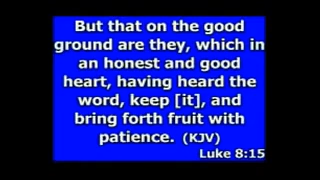 But that on the good
ground are they, which in
an honest and good
heart, having heard the
word, keep [it], and
bring forth fruit with
patience. (KJV)
Luke 8:15